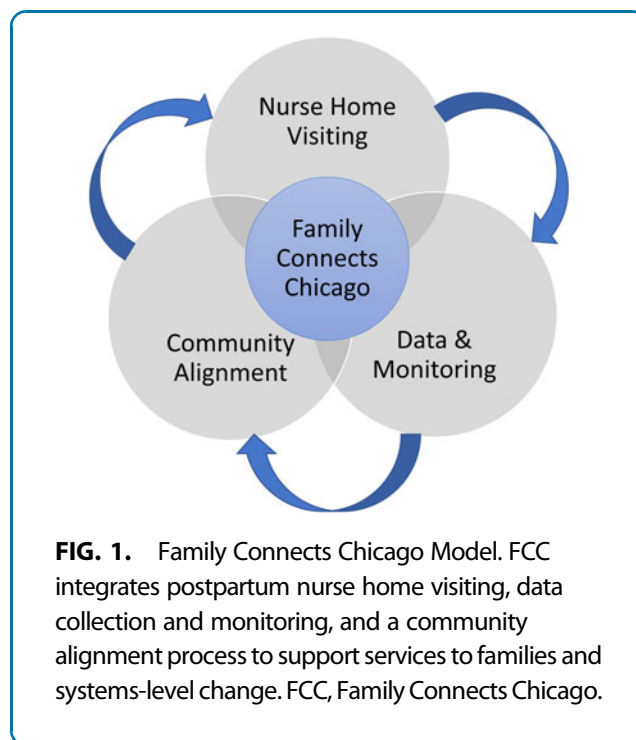 Nurse Home
Visiting
Family
Connects
Chicago
Community
Alignment
Data &
Monitoring
FIG. 1. Family Connects Chicago Model. FCC
integrates postpartum nurse home visiting, data
collection and monitoring, and a community
alignment process to support services to families and
systems-level change. FCC, Family Connects Chicago.